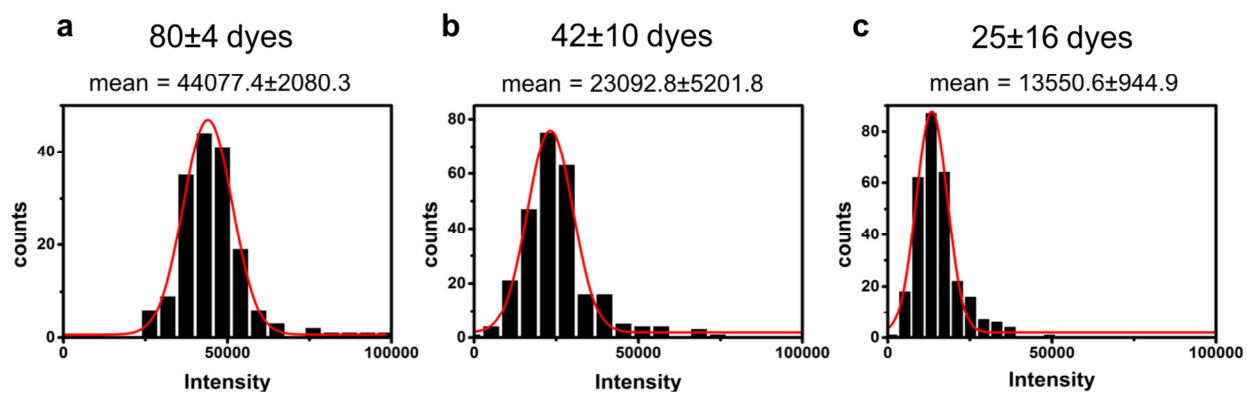 a
80±4 dyes
mean = 44077.4±2080.3
counts
40
20
0
0 50000 100000
Intensity
b
42±10 dyes
mean = 23092.8±5201.8
counts
80
60
40
20
0
0 50000 100000
Intensity
c
25±16 dyes
mean = 13550.6±944.9
counts
80
60
40
20
0
0 50000 100000
Intensity